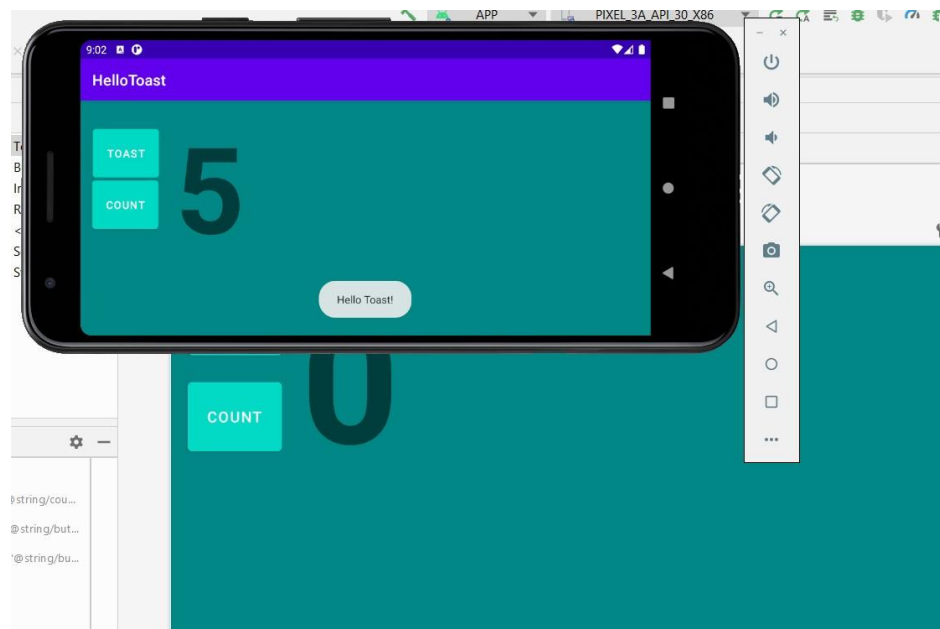 APP
PIXEL_3A_API_30_X86
9:02
HelloToast
TOAST
5
COUNT
Hello Toast!
0
COUNT
@string/cou...
@string/but...
"@string/bu...